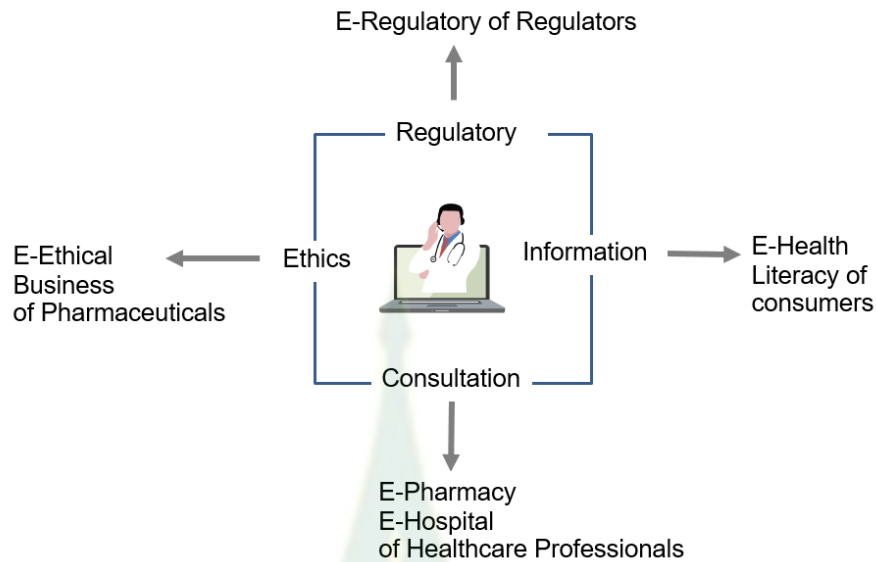 E-Regulatory of Regulators
Regulatory
E-Ethical
Business
of Pharmaceuticals
Ethics
Information
E-Health
Literacy of
consumers
Consultation
E-Pharmacy
E-Hospital
of Healthcare Professionals